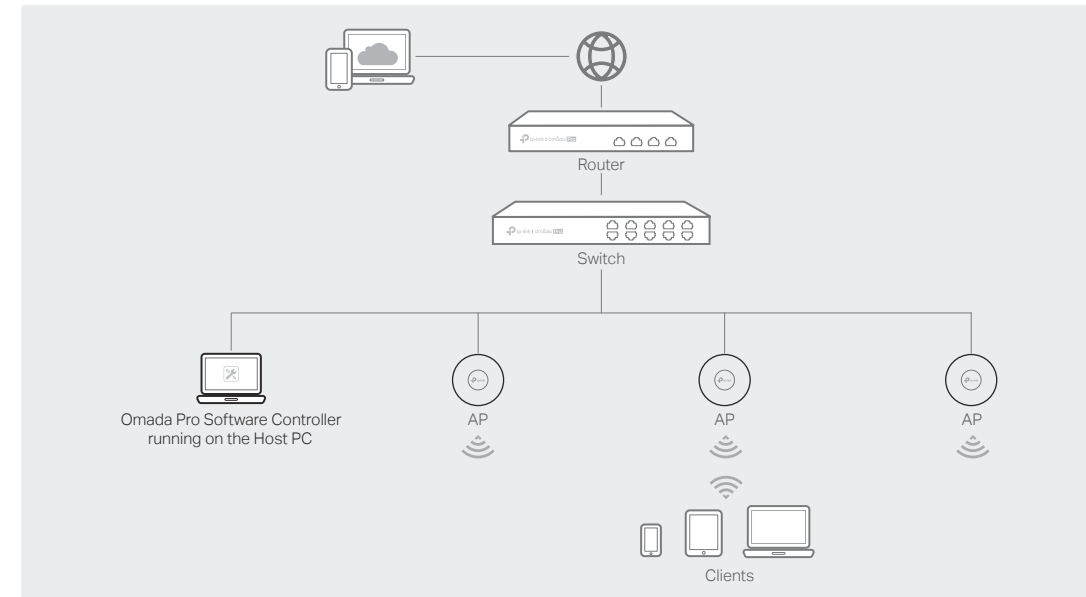 Router
Switch
Omada Pro Software Controller
running on the Host PC
AP
AP
AP
Clients